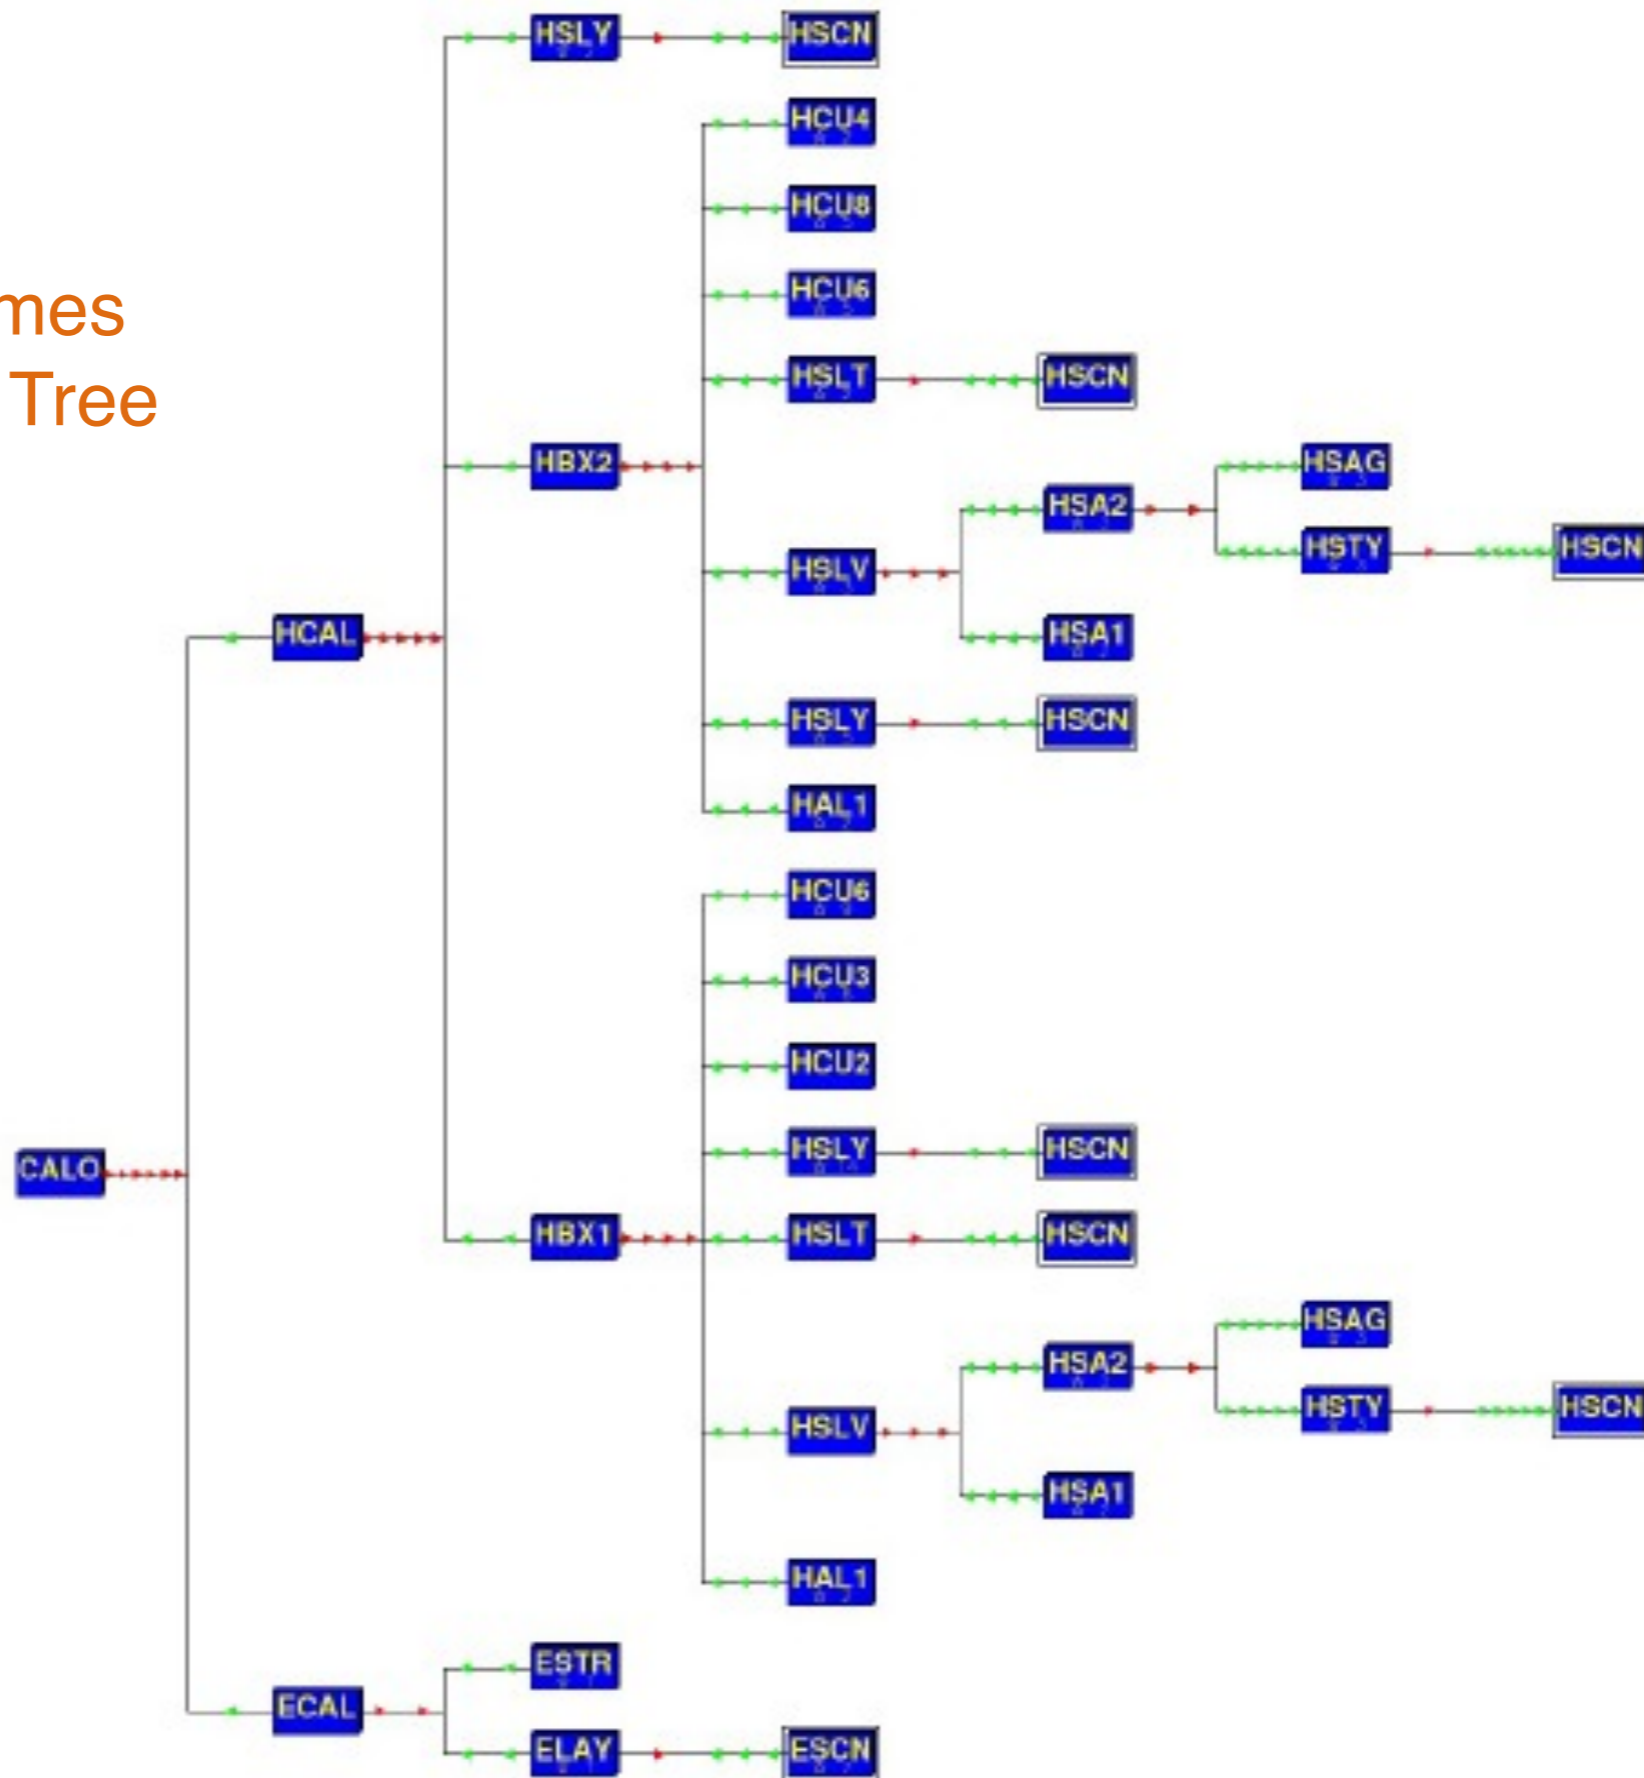 mes
Tree
HSLY HSCN
HCU4
HCU8
HCU6
HSLT HSCN
HBX2 HSAG
HSA2
HSTY HSCN
HSLV
HCAL HSA1
HSLY HSCN
HAL1
HCU6
HCU3
HCU2
HSLY HSCN
CALO
HBX1 HSLT HSCN
HSAG
HSA2
HSTY HSCN
HSLV
HSA1
HAL1
ESTR
ECAL
ELAY ESCN